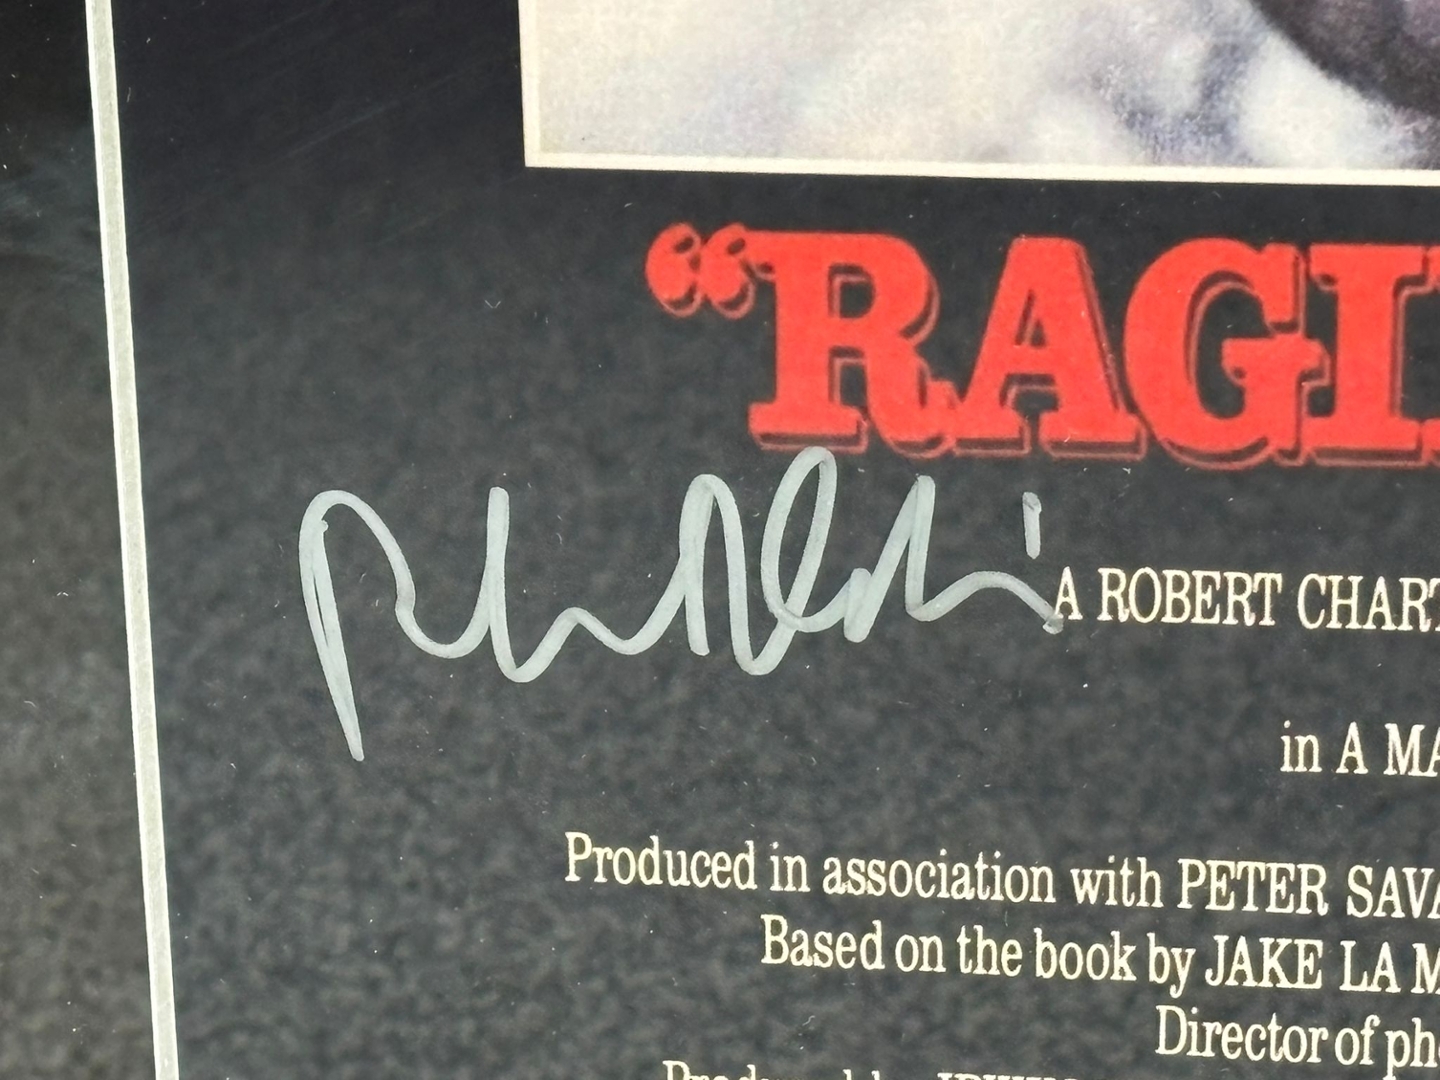 “RAGI
A ROBERT CHART
in A MA
Produced in association with PETER SAVA
Based on the book by JAKE LA M
Director of pho